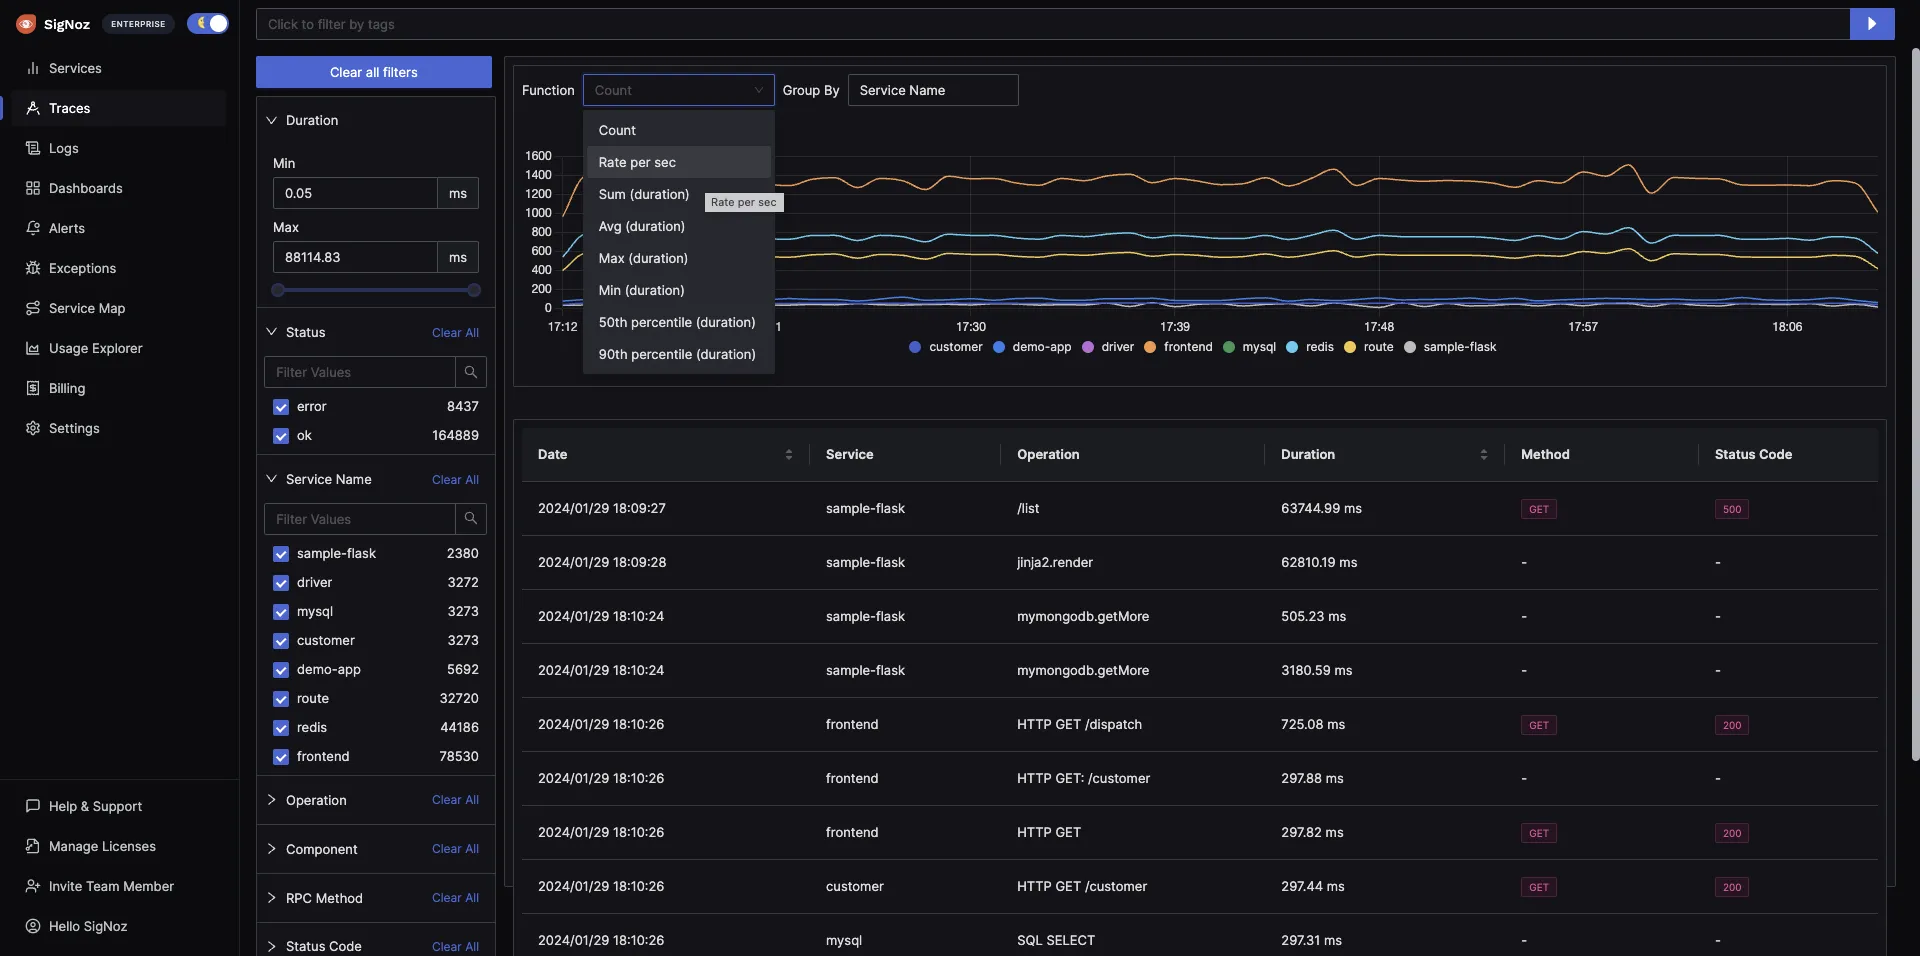 SigNoz
ENTERPRISE
Services
Traces
Logs
Dashboards
Alerts
Exceptions
Service Map
Usage Explorer
Billing
Settings
Help & Support
Manage Licenses
Invite Team Member
Hello SigNoz
Click to filter by tags
Clear all filters
Duration
Min
0.05 ms
Max
88114.83 ms
Status Clear All
Filter Values
error 8437
ok 164889
Service Name Clear All
Filter Values
sample-flask 2380
driver 3272
mysql 3273
customer 3273
demo-app 5692
route 32720
redis 44186
frontend 78530
Operation Clear All
Component Clear All
RPC Method Clear All
Status Code Clear All
Function Count Group By Service Name
Count
Rate per sec
Sum (duration)
Rate per sec
Avg (duration)
Max (duration)
Min (duration)
50th percentile (duration)
90th percentile (duration)
1600
1400
1200
1000
800
600
400
200
0
17:12 1 17:30 17:39 17:48 17:57 18:06
customer demo-app driver frontend mysql redis route sample-flask
Date Service Operation Duration Method Status Code
2024/01/29 18:09:27 sample-flask /list 63744.99 ms GET 500
2024/01/29 18:09:28 sample-flask jinja2.render 62810.19 ms - -
2024/01/29 18:10:24 sample-flask mymongodb.getMore 505.23 ms - -
2024/01/29 18:10:24 sample-flask mymongodb.getMore 3180.59 ms - -
2024/01/29 18:10:26 frontend HTTP GET /dispatch 725.08 ms GET 200
2024/01/29 18:10:26 frontend HTTP GET: /customer 297.88 ms - -
2024/01/29 18:10:26 frontend HTTP GET 297.82 ms GET 200
2024/01/29 18:10:26 customer HTTP GET /customer 297.44 ms GET 200
2024/01/29 18:10:26 mysql SQL SELECT 297.31 ms - -